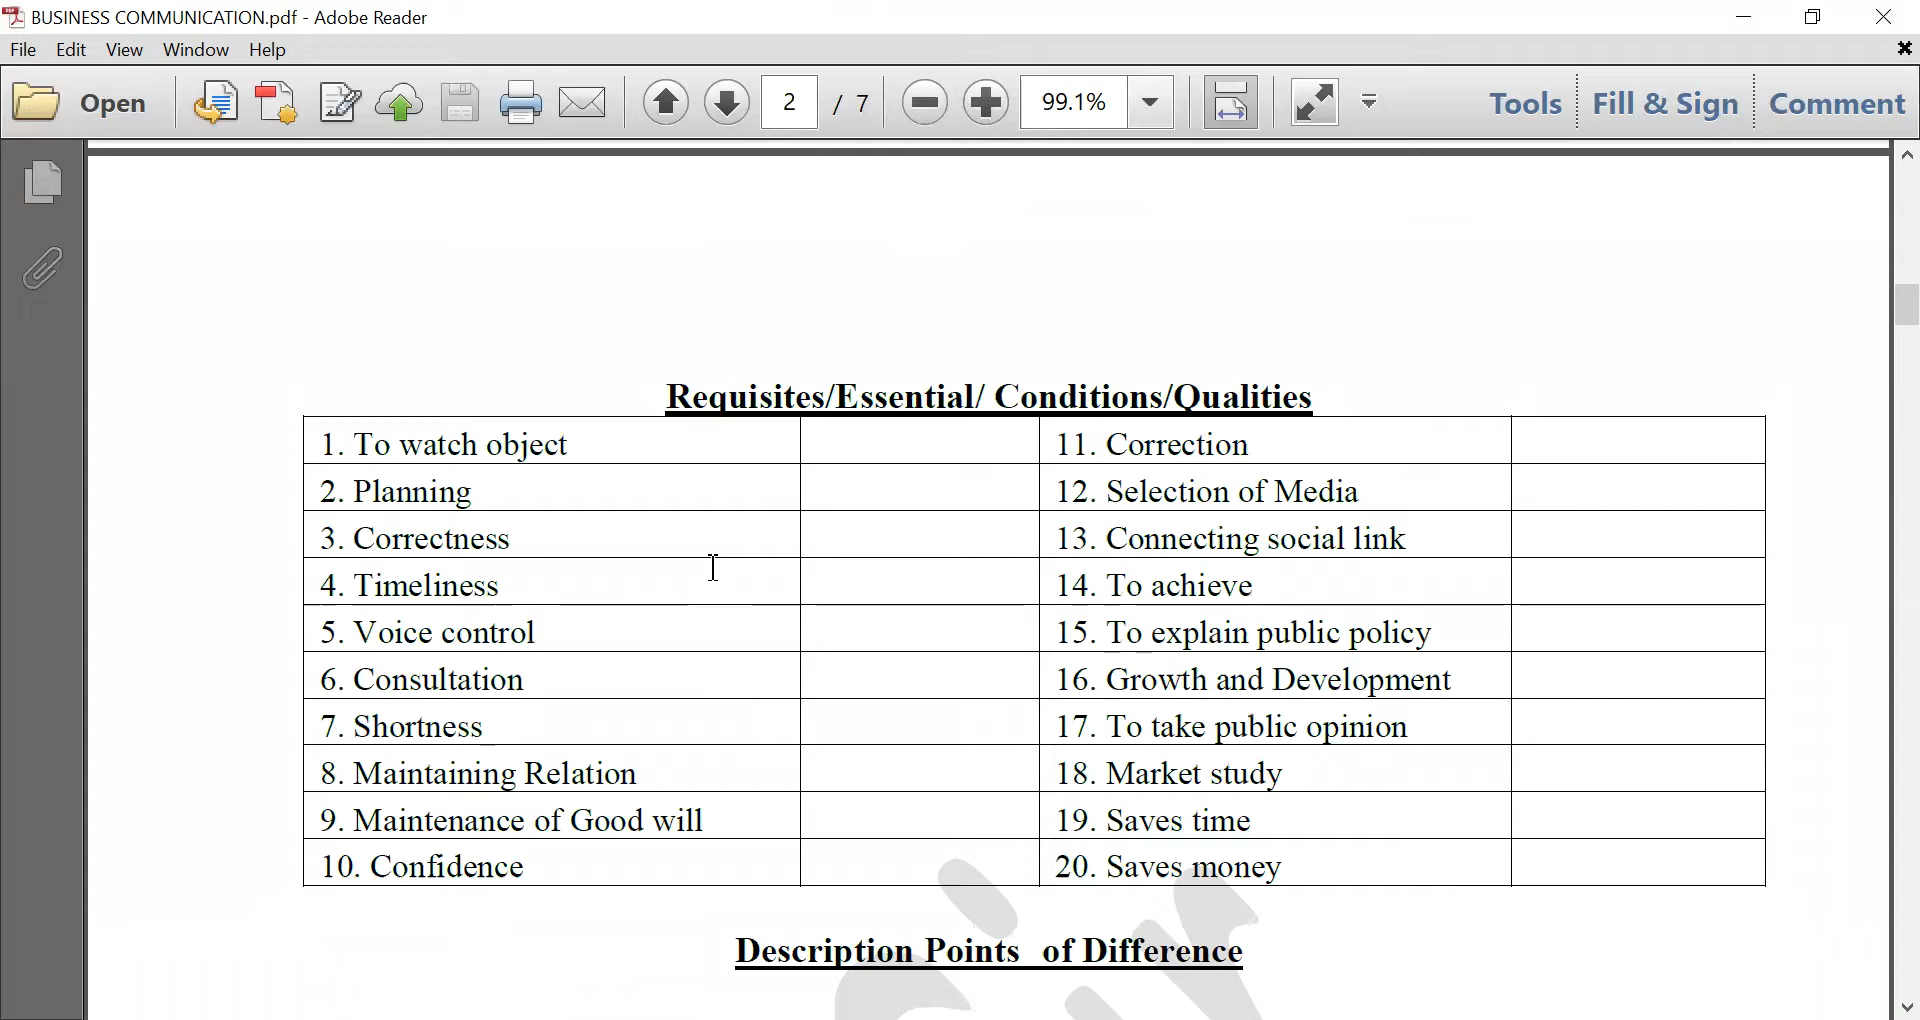 BUSINESS COMMUNICATION.pdf - Adobe Reader
File Edit View Window Help
Open 2 / 7 99.1% Tools Fill & Sign Comment
Requisites/Essential/ Conditions/Qualities
1. To watch object 11. Correction
2. Planning 12. Selection of Media
3. Correctness 13. Connecting social link
4. Timeliness 14. To achieve
5. Voice control 15. To explain public policy
6. Consultation 16. Growth and Development
7. Shortness 17. To take public opinion
8. Maintaining Relation 18. Market study
9. Maintenance of Good will 19. Saves time
10. Confidence 20. Saves money
Description Points of Difference